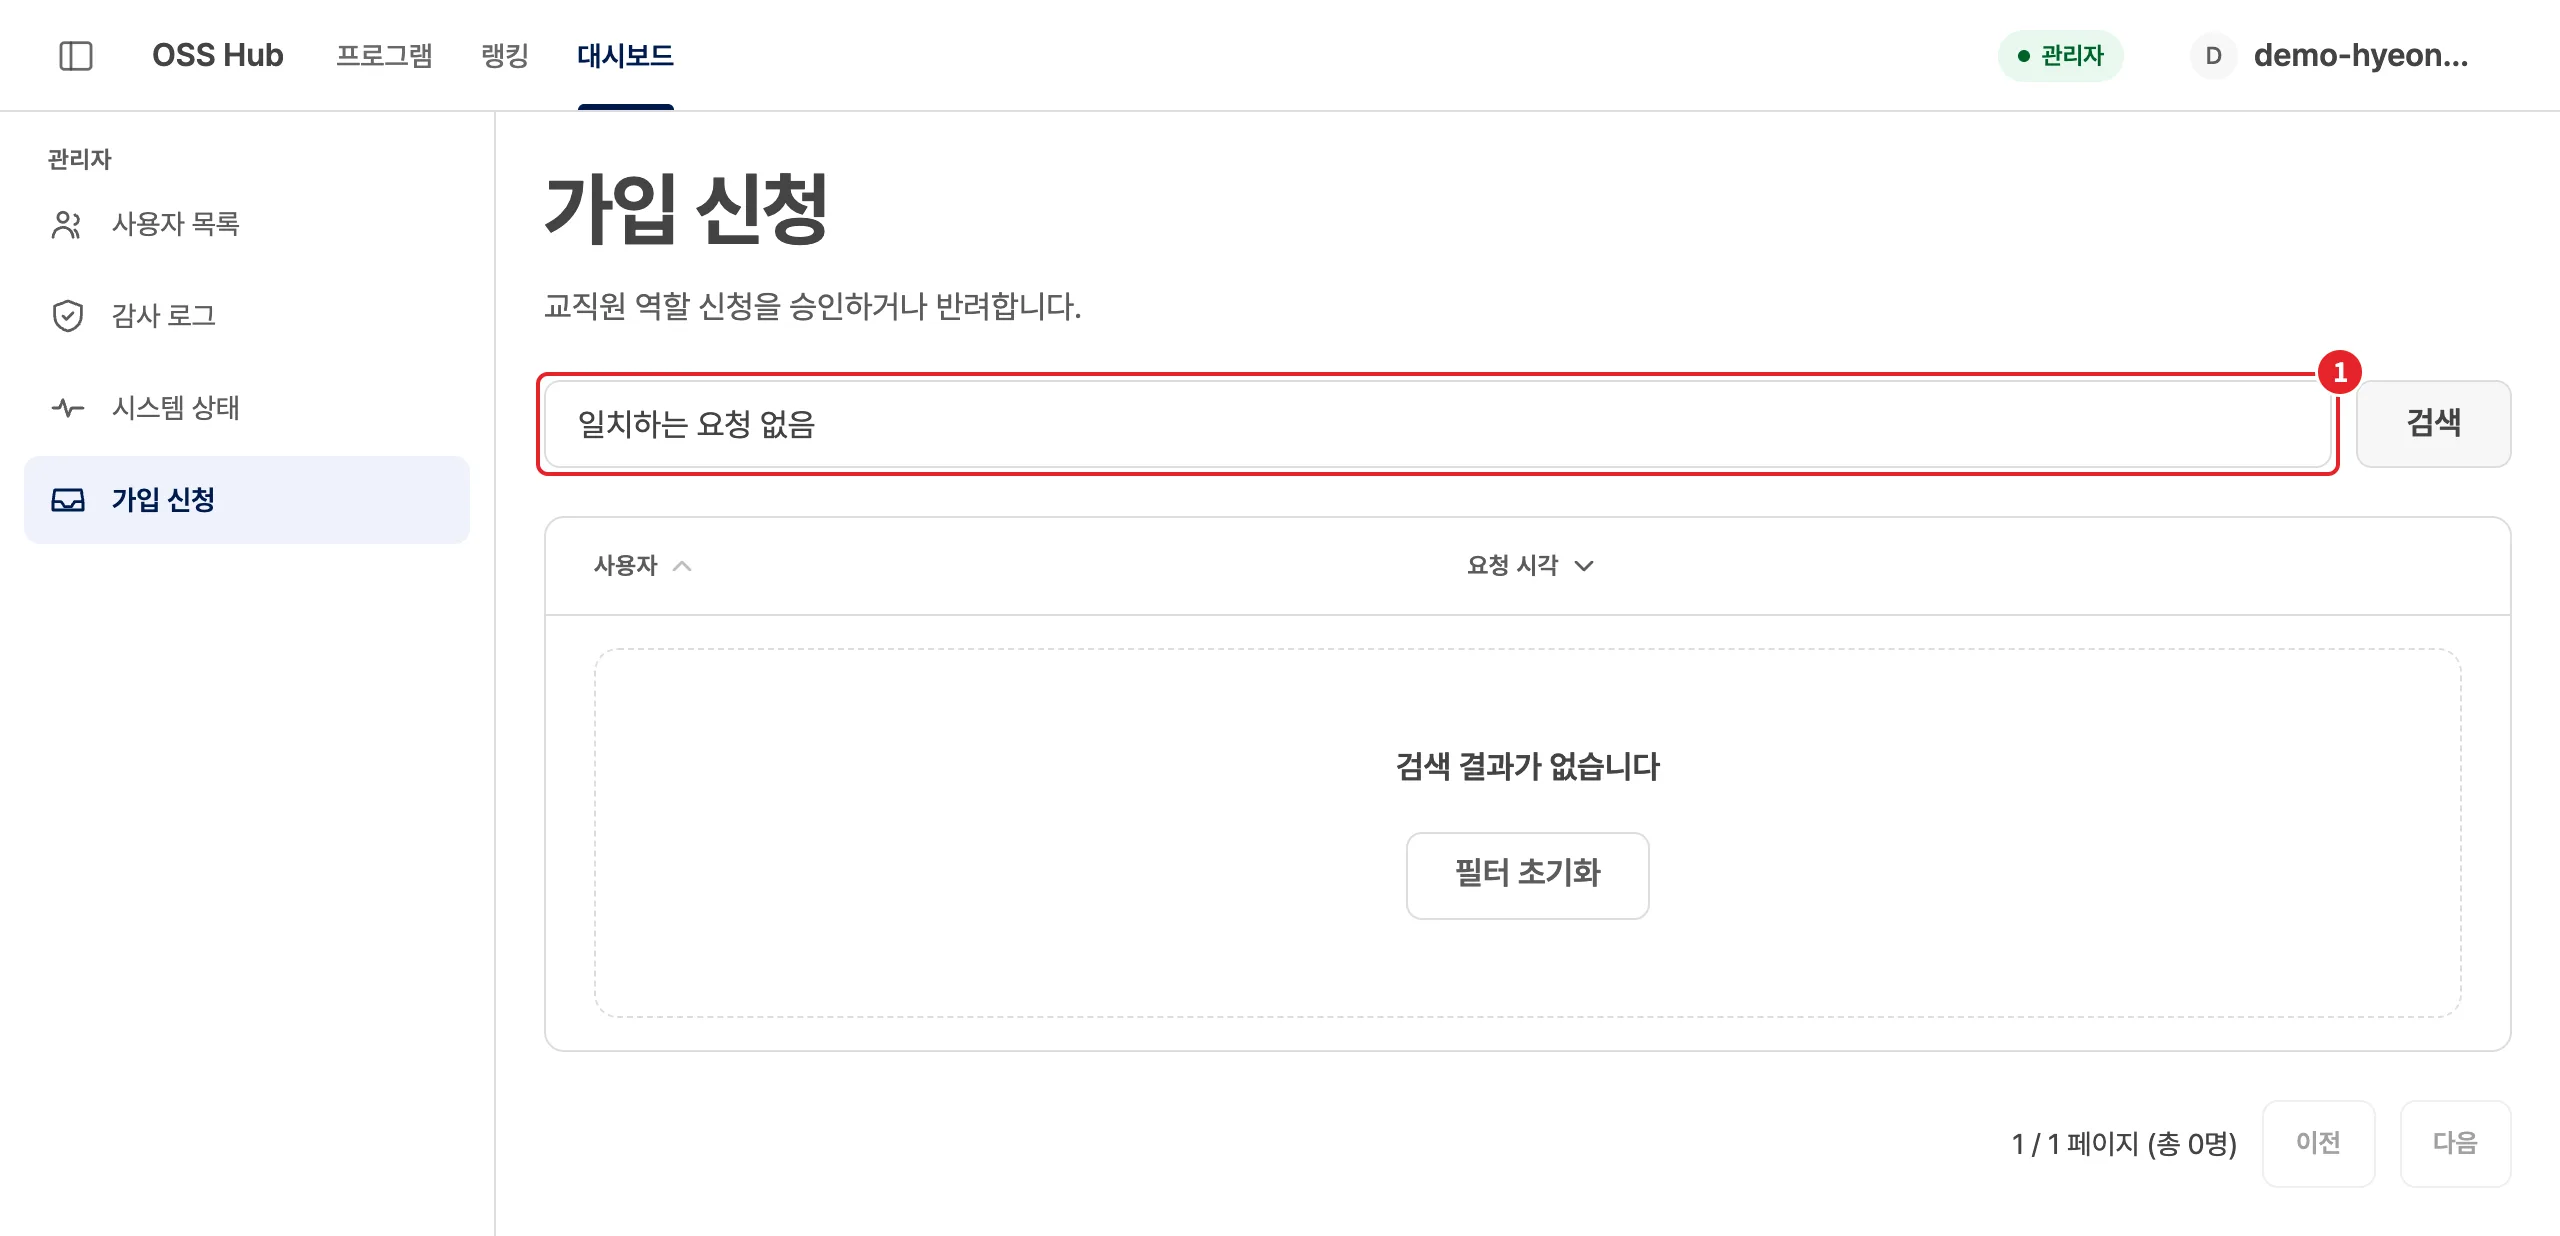 OSS Hub 프로그램 랭킹 대시보드 관리자 D demo-hyeon...
관리자
사용자 목록
감사 로그
시스템 상태
가입 신청
가입 신청
교직원 역할 신청을 승인하거나 반려합니다.
1
일치하는 요청 없음 검색
사용자 요청 시각
검색 결과가 없습니다
필터 초기화
1 / 1 페이지 (총 0명) 이전 다음